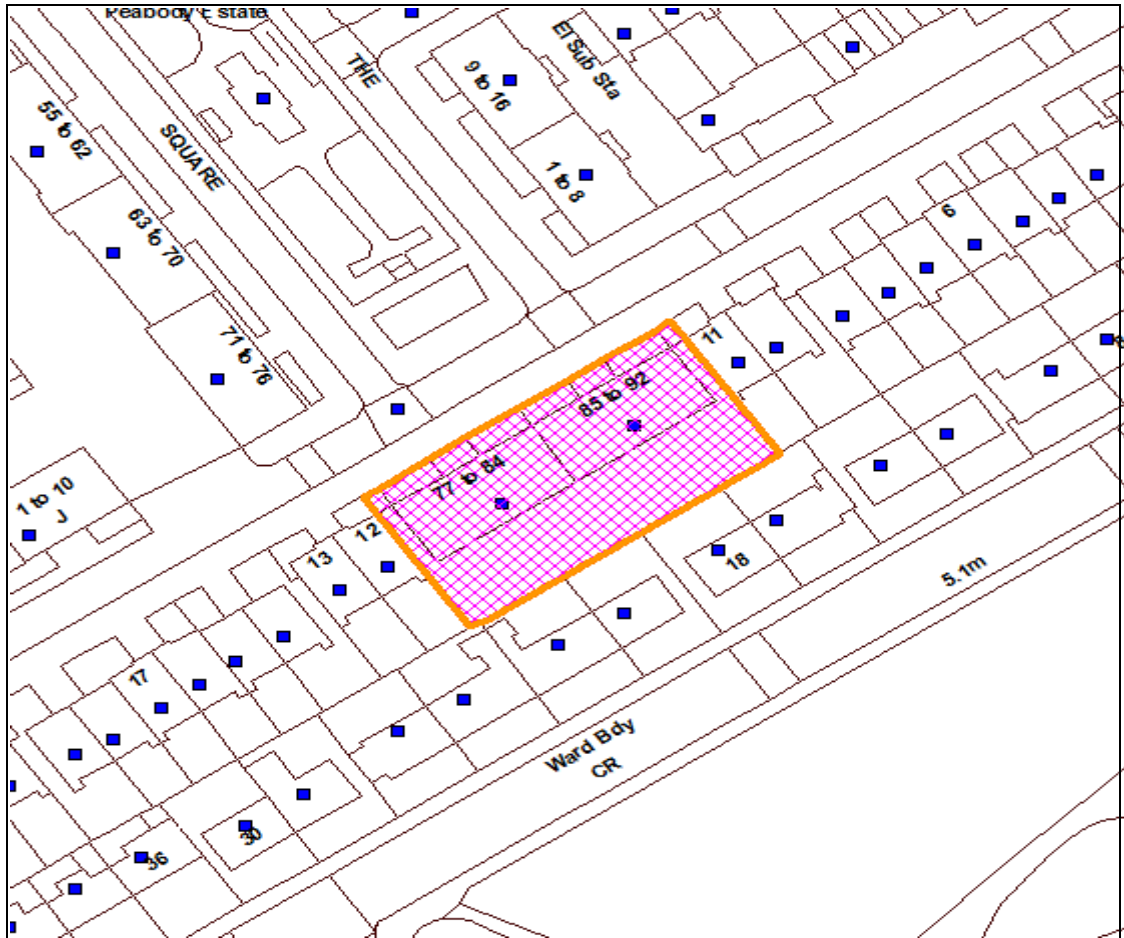 Peabody Estate
THE
El Sub Sta
9 to 16
55 to 62
SQUARE
1 to 8
63 to 70
6
71 to 76
11
85 to 92
77 to 84
1 to 10
J
12
13
18
5.1m
17
Ward Bdy
CR
30
36